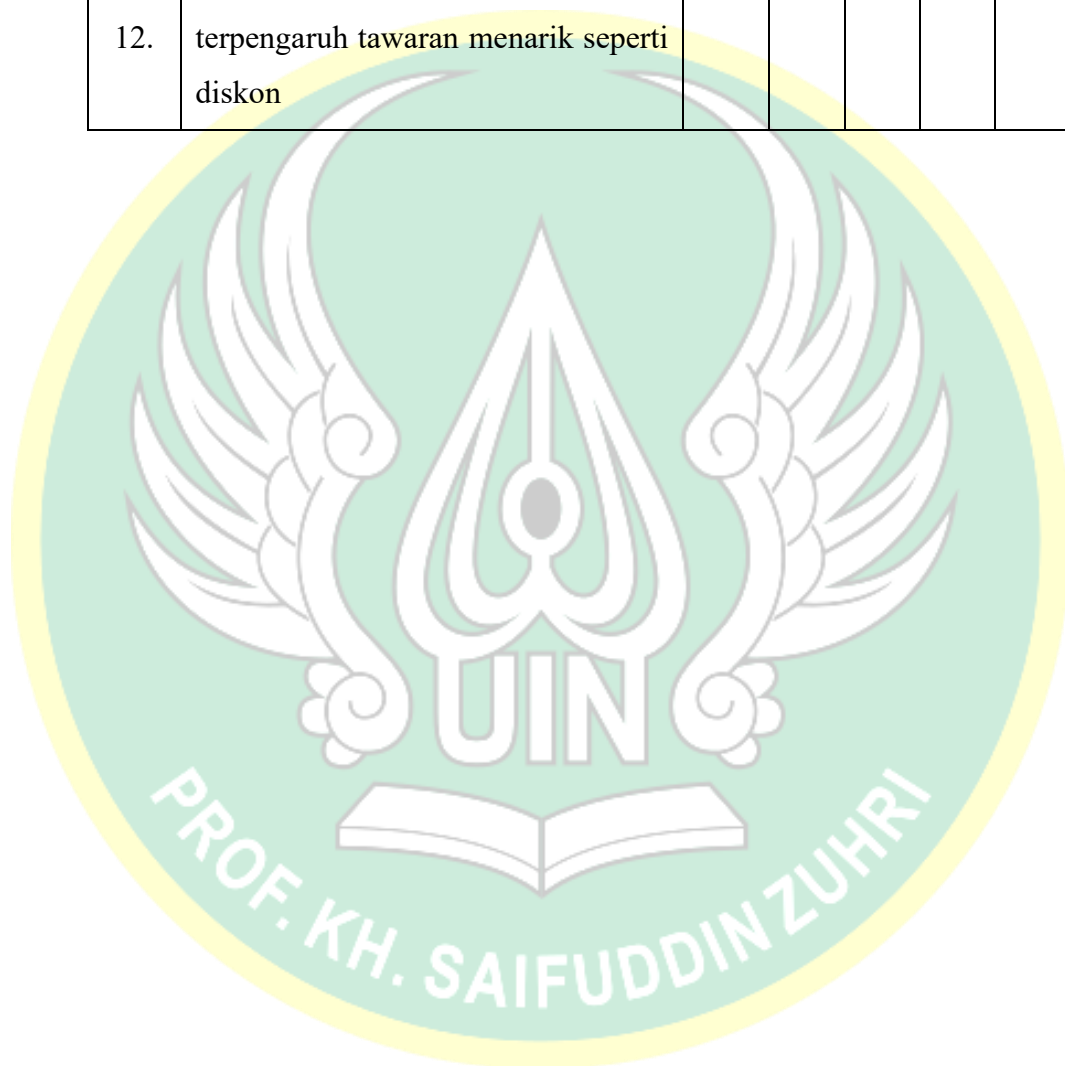 12. terpengaruh tawaran menarik seperti
diskon
UIN
PROF. KH. SAIFUDDIN ZUHRI